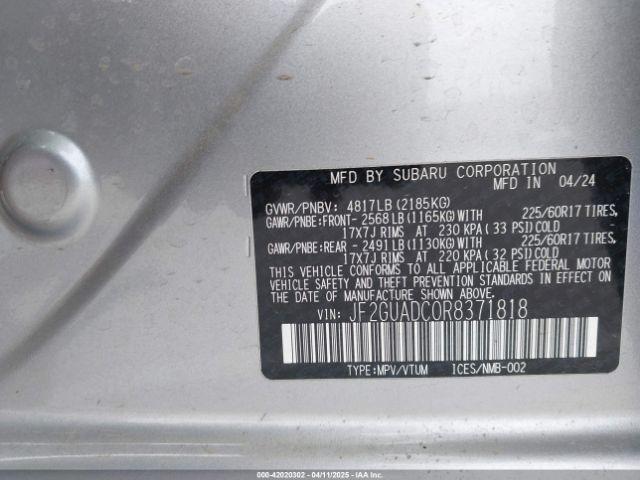 MFD BY SUBARU CORPORATION
MFD IN 04/24
GVWR/PNBV: 4817LB (2185KG)
GAWR/PNBE: FRONT- 2568LB (1165KG) WITH 225/60R17 TIRES,
17X7J RIMS AT 230 KPA (33 PSI) COLD
GAWR/PNBE: REAR - 2491LB (1130KG) WITH 225/60R17 TIRES,
17X7J RIMS AT 220 KPA (32 PSI) COLD
THIS VEHICLE CONFORMS TO ALL APPLICABLE FEDERAL MOTOR
VEHICLE SAFETY AND THEFT PREVENTION STANDARDS IN EFFECT
ON THE DATE OF MANUFACTURE SHOWN ABOVE.
VIN: JF2GUADC0R8371818
TYPE:MPV/VTUM ICES/NMB-002
000-42020302 - 04/11/2025 - IAA Inc.